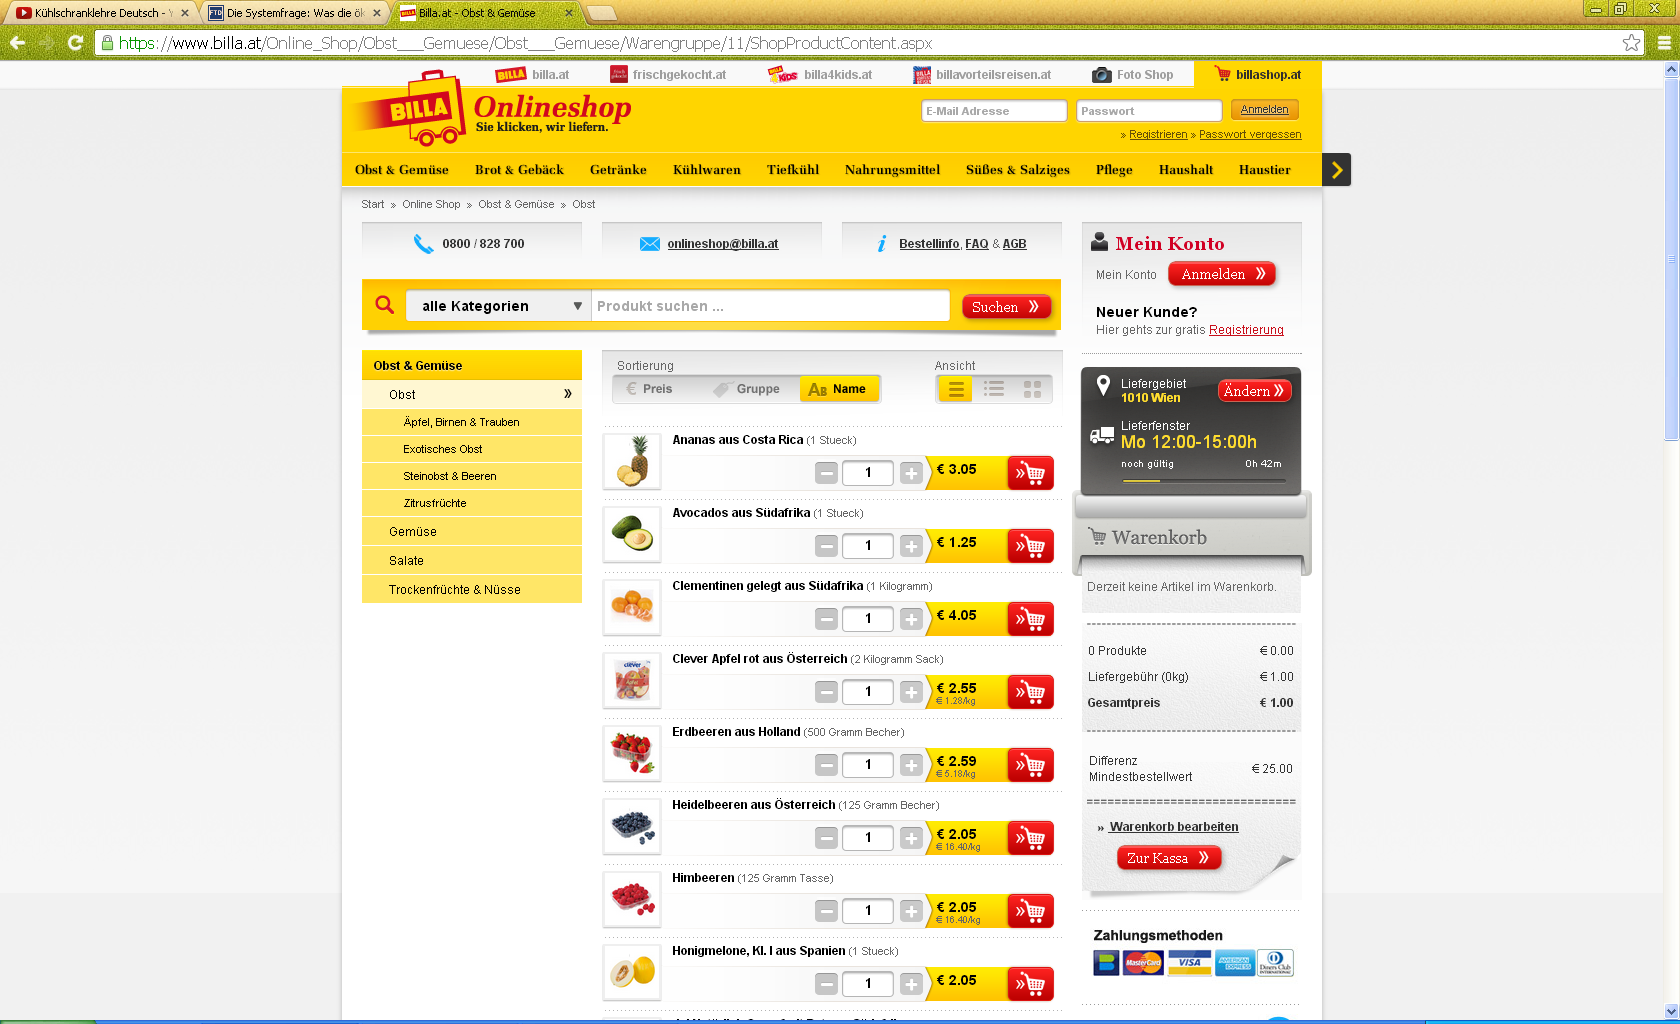 Kühlschranklehre Deutsch - Y
FTD Die Systemfrage: Was die ök
BILLA Billa.at - Obst & Gemüse
https://www.billa.at/Online_Shop/Obst___Gemuese/Obst___Gemuese/Warengruppe/11/ShopProductContent.aspx
BILLA billa.at
frischgekocht.at
billa4kids.at
billavorteilsreisen.at
Foto Shop
billashop.at
BILLA Onlineshop
Sie klicken, wir liefern.
E-Mail Adresse
Passwort
Anmelden
» Registrieren » Passwort vergessen
Obst & Gemüse Brot & Gebäck Getränke Kühlwaren Tiefkühl Nahrungsmittel Süßes & Salziges Pflege Haushalt Haustier
Start » Online Shop » Obst & Gemüse » Obst
0800 / 828 700
onlineshop@billa.at
Bestellinfo, FAQ & AGB
alle Kategorien
Produkt suchen ...
Suchen »
Obst & Gemüse
Obst »
Äpfel, Birnen & Trauben
Exotisches Obst
Steinobst & Beeren
Zitrusfrüchte
Gemüse
Salate
Trockenfrüchte & Nüsse
Sortierung
€ Preis
Gruppe
AB Name
Ansicht
Ananas aus Costa Rica (1 Stueck)
1
€ 3.05
Avocados aus Südafrika (1 Stueck)
1
€ 1.25
Clementinen gelegt aus Südafrika (1 Kilogramm)
1
€ 4.05
Clever Apfel rot aus Österreich (2 Kilogramm Sack)
clever
1
€ 2.55
€ 1.28/kg
Erdbeeren aus Holland (500 Gramm Becher)
1
€ 2.59
€ 5.18/kg
Heidelbeeren aus Österreich (125 Gramm Becher)
1
€ 2.05
€ 16.40/kg
Himbeeren (125 Gramm Tasse)
1
€ 2.05
€ 16.40/kg
Honigmelone, Kl. I aus Spanien (1 Stueck)
1
€ 2.05
Mein Konto
Mein Konto
Anmelden »
Neuer Kunde?
Hier gehts zur gratis Registrierung
Liefergebiet
1010 Wien
Ändern »
Lieferfenster
Mo 12:00-15:00h
noch gültig 0h 42m
Warenkorb
Derzeit keine Artikel im Warenkorb.
0 Produkte € 0.00
Liefergebühr (0kg) € 1.00
Gesamtpreis € 1.00
Differenz
Mindestbestellwert € 25.00
» Warenkorb bearbeiten
Zur Kassa »
Zahlungsmethoden
MasterCard
VISA
AMERICAN EXPRESS
Diners Club
INTERNATIONAL